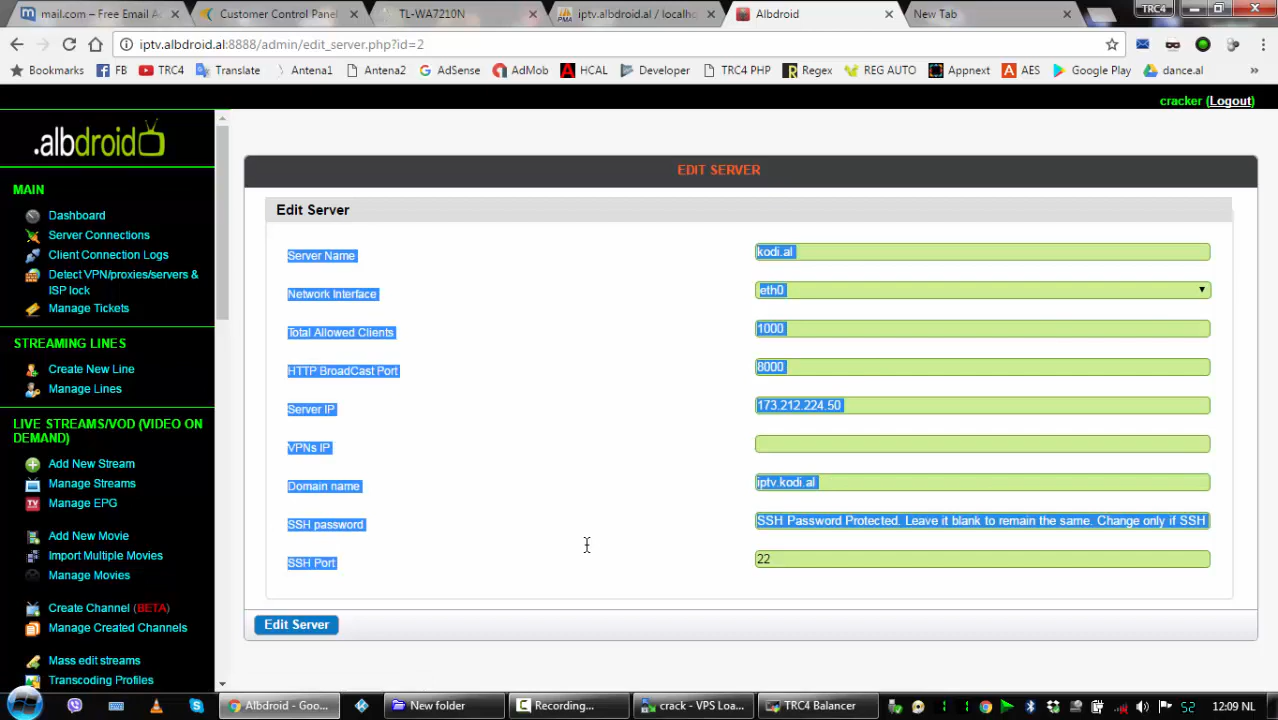 mail.com – Free Email A
Customer Control Panel
TL-WA7210N
iptv.albdroid.al / localh
Albdroid
New Tab
TRC4
iptv.albdroid.al:8888/admin/edit_server.php?id=2
Bookmarks
FB
TRC4
Translate
Antena1
Antena2
AdSense
AdMob
HCAL
Developer
TRC4 PHP
Regex
REG AUTO
Appnext
AES
Google Play
dance.al
»
cracker (Logout)
.albdroid
MAIN
Dashboard
Server Connections
Client Connection Logs
Detect VPN/proxies/servers &
ISP lock
Manage Tickets
STREAMING LINES
Create New Line
Manage Lines
LIVE STREAMS/VOD (VIDEO ON
DEMAND)
Add New Stream
Manage Streams
Manage EPG
Add New Movie
Import Multiple Movies
Manage Movies
Create Channel (BETA)
Manage Created Channels
Mass edit streams
Transcoding Profiles
EDIT SERVER
Edit Server
Server Name
kodi.al
Network Interface
eth0
Total Allowed Clients
1000
HTTP BroadCast Port
8000
Server IP
173.212.224.50
VPNs IP
Domain name
iptv.kodi.al
SSH password
SSH Password Protected. Leave it blank to remain the same. Change only if SSH
SSH Port
22
Edit Server
Albdroid - Goo...
New folder
Recording...
crack - VPS Loa...
TRC4 Balancer
52
12:09 NL